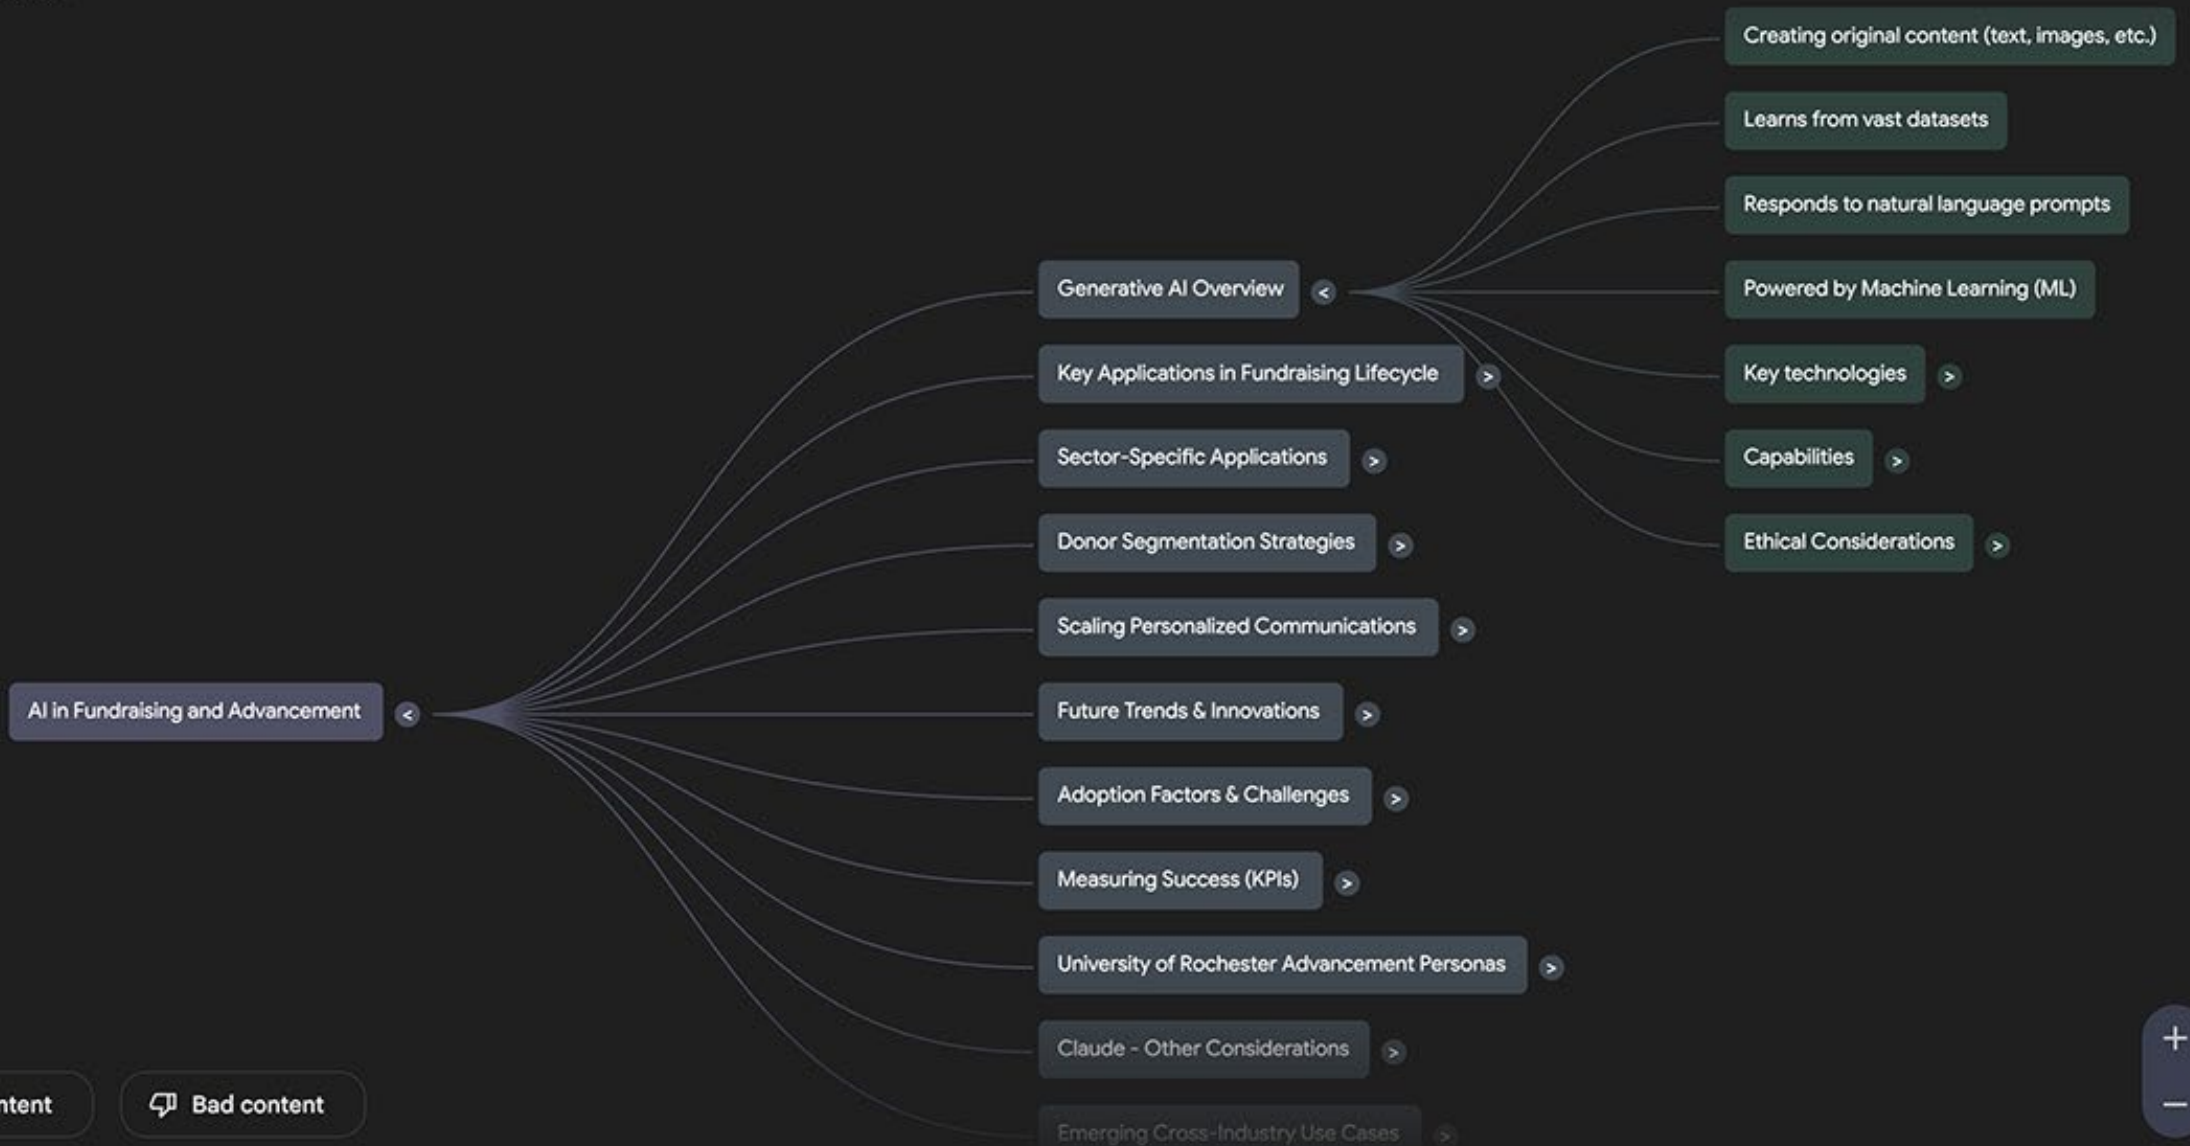 AI in Fundraising and Advancement
<
Generative AI Overview
<
Key Applications in Fundraising Lifecycle
>
Sector-Specific Applications
>
Donor Segmentation Strategies
>
Scaling Personalized Communications
>
Future Trends & Innovations
>
Adoption Factors & Challenges
>
Measuring Success (KPIs)
>
University of Rochester Advancement Personas
>
Claude - Other Considerations
>
Emerging Cross-Industry Use Cases
>
Creating original content (text, images, etc.)
Learns from vast datasets
Responds to natural language prompts
Powered by Machine Learning (ML)
Key technologies
>
Capabilities
>
Ethical Considerations
>
Bad content
+
−